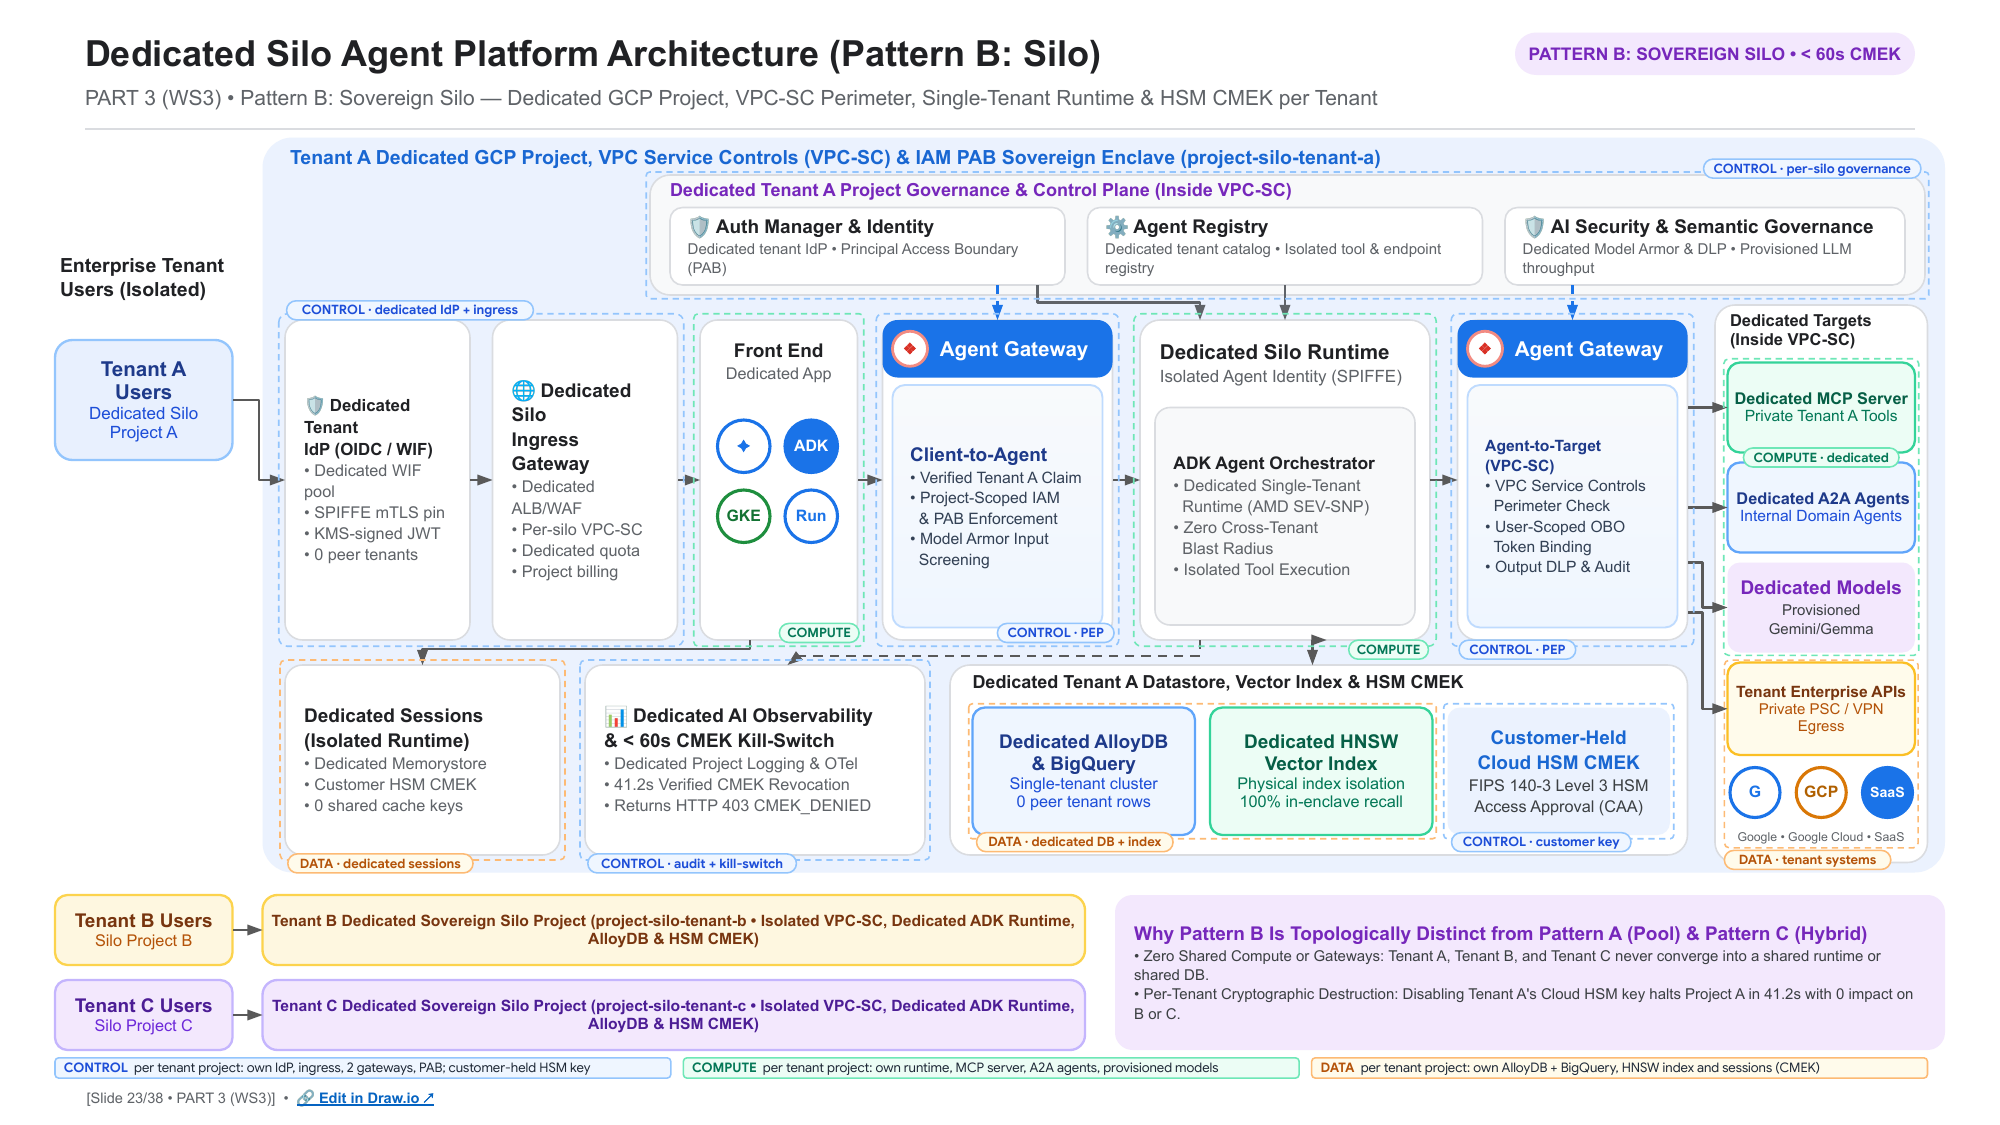 Dedicated Silo Agent Platform Architecture (Pattern B: Silo)
PATTERN B: SOVEREIGN SILO • < 60s CMEK
PART 3 (WS3) • Pattern B: Sovereign Silo — Dedicated GCP Project, VPC-SC Perimeter, Single-Tenant Runtime & HSM CMEK per Tenant
Tenant A Dedicated GCP Project, VPC Service Controls (VPC-SC) & IAM PAB Sovereign Enclave (project-silo-tenant-a)
CONTROL · per-silo governance
Dedicated Tenant A Project Governance & Control Plane (Inside VPC-SC)
Auth Manager & Identity
Dedicated tenant IdP • Principal Access Boundary
(PAB)
Agent Registry
Dedicated tenant catalog • Isolated tool & endpoint
registry
AI Security & Semantic Governance
Dedicated Model Armor & DLP • Provisioned LLM
throughput
Enterprise Tenant
Users (Isolated)
Tenant A
Users
Dedicated Silo
Project A
CONTROL · dedicated IdP + ingress
Dedicated
Tenant
IdP (OIDC / WIF)
• Dedicated WIF
pool
• SPIFFE mTLS pin
• KMS-signed JWT
• 0 peer tenants
Dedicated
Silo
Ingress
Gateway
• Dedicated
ALB/WAF
• Per-silo VPC-SC
• Dedicated quota
• Project billing
Front End
Dedicated App
ADK
GKE
Run
COMPUTE
Agent Gateway
Client-to-Agent
• Verified Tenant A Claim
• Project-Scoped IAM
& PAB Enforcement
• Model Armor Input
Screening
CONTROL · PEP
Dedicated Silo Runtime
Isolated Agent Identity (SPIFFE)
ADK Agent Orchestrator
• Dedicated Single-Tenant
Runtime (AMD SEV-SNP)
• Zero Cross-Tenant
Blast Radius
• Isolated Tool Execution
COMPUTE
Agent Gateway
Agent-to-Target
(VPC-SC)
• VPC Service Controls
Perimeter Check
• User-Scoped OBO
Token Binding
• Output DLP & Audit
CONTROL · PEP
Dedicated Targets
(Inside VPC-SC)
Dedicated MCP Server
Private Tenant A Tools
COMPUTE · dedicated
Dedicated A2A Agents
Internal Domain Agents
Dedicated Models
Provisioned
Gemini/Gemma
Tenant Enterprise APIs
Private PSC / VPN
Egress
G
GCP
SaaS
Google • Google Cloud • SaaS
DATA · tenant systems
Dedicated Sessions
(Isolated Runtime)
• Dedicated Memorystore
• Customer HSM CMEK
• 0 shared cache keys
DATA · dedicated sessions
Dedicated AI Observability
& < 60s CMEK Kill-Switch
• Dedicated Project Logging & OTel
• 41.2s Verified CMEK Revocation
• Returns HTTP 403 CMEK_DENIED
CONTROL · audit + kill-switch
Dedicated Tenant A Datastore, Vector Index & HSM CMEK
Dedicated AlloyDB
& BigQuery
Single-tenant cluster
0 peer tenant rows
Dedicated HNSW
Vector Index
Physical index isolation
100% in-enclave recall
DATA · dedicated DB + index
Customer-Held
Cloud HSM CMEK
FIPS 140-3 Level 3 HSM
Access Approval (CAA)
CONTROL · customer key
Tenant B Users
Silo Project B
Tenant B Dedicated Sovereign Silo Project (project-silo-tenant-b • Isolated VPC-SC, Dedicated ADK Runtime,
AlloyDB & HSM CMEK)
Tenant C Users
Silo Project C
Tenant C Dedicated Sovereign Silo Project (project-silo-tenant-c • Isolated VPC-SC, Dedicated ADK Runtime,
AlloyDB & HSM CMEK)
Why Pattern B Is Topologically Distinct from Pattern A (Pool) & Pattern C (Hybrid)
• Zero Shared Compute or Gateways: Tenant A, Tenant B, and Tenant C never converge into a shared runtime or
shared DB.
• Per-Tenant Cryptographic Destruction: Disabling Tenant A's Cloud HSM key halts Project A in 41.2s with 0 impact on
B or C.
CONTROL per tenant project: own IdP, ingress, 2 gateways, PAB; customer-held HSM key
COMPUTE per tenant project: own runtime, MCP server, A2A agents, provisioned models
DATA per tenant project: own AlloyDB + BigQuery, HNSW index and sessions (CMEK)
[Slide 23/38 • PART 3 (WS3)] • 🔗 Edit in Draw.io ↗